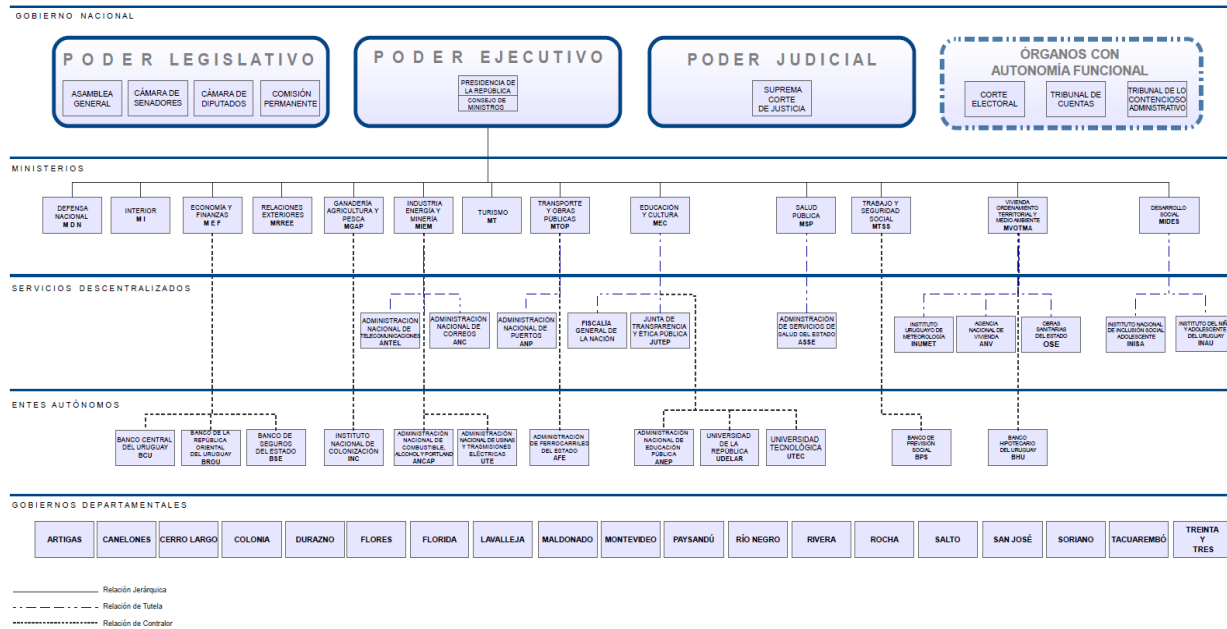 GOBIERNO NACIONAL
PODER LEGISLATIVO
ASAMBLEA
GENERAL
CÁMARA DE
SENADORES
CÁMARA DE
DIPUTADOS
COMISIÓN
PERMANENTE
PODER EJECUTIVO
PRESIDENCIA DE
LA REPÚBLICA
CONSEJO DE
MINISTROS
PODER JUDICIAL
SUPREMA
CORTE
DE JUSTICIA
ÓRGANOS CON
AUTONOMÍA FUNCIONAL
CORTE
ELECTORAL
TRIBUNAL DE
CUENTAS
TRIBUNAL DE LO
CONTENCIOSO
ADMINISTRATIVO
MINISTERIOS
DEFENSA
NACIONAL
M D N
INTERIOR
M I
ECONOMÍA Y
FINANZAS
M E F
RELACIONES
EXTERIORES
MRREE
GANADERÍA
AGRICULTURA Y
PESCA
MGAP
INDUSTRIA
ENERGÍA Y
MINERÍA
MIEM
TURISMO
MT
TRANSPORTE
Y OBRAS
PÚBLICAS
MTOP
EDUCACIÓN
Y CULTURA
MEC
SALUD
PÚBLICA
MSP
TRABAJO Y
SEGURIDAD
SOCIAL
MTSS
VIVIENDA
ORDENAMIENTO
TERRITORIAL Y
MEDIO AMBIENTE
MVOTMA
DESARROLLO
SOCIAL
MIDES
SERVICIOS DESCENTRALIZADOS
ADMINISTRACIÓN
NACIONAL DE
TELECOMUNICACIONES
ANTEL
ADMINISTRACIÓN
NACIONAL DE
CORREOS
ANC
ADMINISTRACIÓN
NACIONAL DE
PUERTOS
ANP
FISCALÍA
GENERAL DE
LA NACIÓN
JUNTA DE
TRANSPARENCIA
Y ÉTICA PÚBLICA
JUTEP
ADMINISTRACIÓN
DE SERVICIOS DE
SALUD DEL ESTADO
ASSE
INSTITUTO
URUGUAYO DE
METEOROLOGÍA
INUMET
AGENCIA
NACIONAL DE
VIVIENDA
ANV
OBRAS
SANITARIAS
DEL ESTADO
OSE
INSTITUTO NACIONAL
DE INCLUSIÓN SOCIAL
ADOLESCENTE
INISA
INSTITUTO DEL NIÑ
Y ADOLESCENTE
DEL URUGUAY
INAU
ENTES AUTÓNOMOS
BANCO CENTRAL
DEL URUGUAY
BCU
BANCO DE LA
REPÚBLICA
ORIENTAL
DEL URUGUAY
BROU
BANCO DE
SEGUROS
DEL ESTADO
BSE
INSTITUTO
NACIONAL DE
COLONIZACIÓN
INC
ADMINISTRACIÓN
NACIONAL DE
COMBUSTIBLE,
ALCOHOL Y PORTLAND
ANCAP
ADMINISTRACIÓN
NACIONAL DE USINAS
Y TRASMISIONES
ELÉCTRICAS
UTE
ADMINISTRACIÓN
DE FERROCARRILES
DEL ESTADO
AFE
ADMINISTRACIÓN
NACIONAL DE
EDUCACIÓN
PÚBLICA
ANEP
UNIVERSIDAD
DE LA
REPÚBLICA
UDELAR
UNIVERSIDAD
TECNOLÓGICA
UTEC
BANCO DE
PREVISIÓN
SOCIAL
BPS
BANCO
HIPOTECARIO
DEL URUGUAY
BHU
GOBIERNOS DEPARTAMENTALES
ARTIGAS
CANELONES
CERRO LARGO
COLONIA
DURAZNO
FLORES
FLORIDA
LAVALLEJA
MALDONADO
MONTEVIDEO
PAYSANDÚ
RÍO NEGRO
RIVERA
ROCHA
SALTO
SAN JOSÉ
SORIANO
TACUAREMBÓ
TREINTA
Y
TRES
Relación Jerárquica
Relación de Tutela
Relación de Contralor